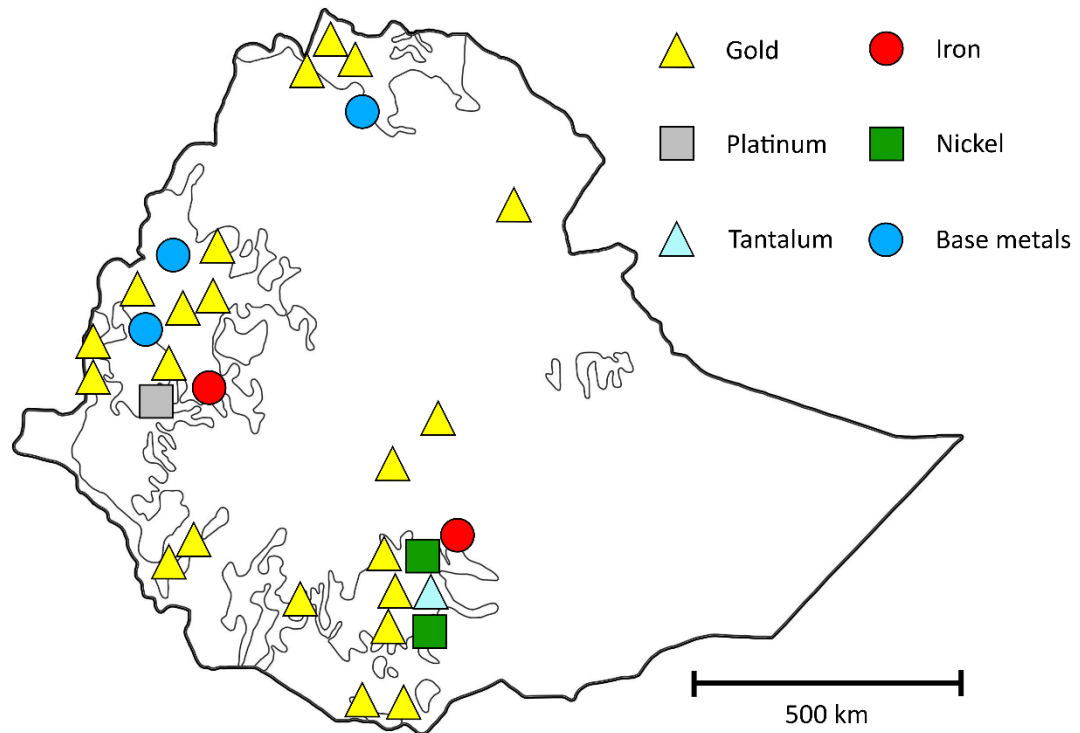 Gold
Iron
Platinum
Nickel
Tantalum
Base metals
500 km